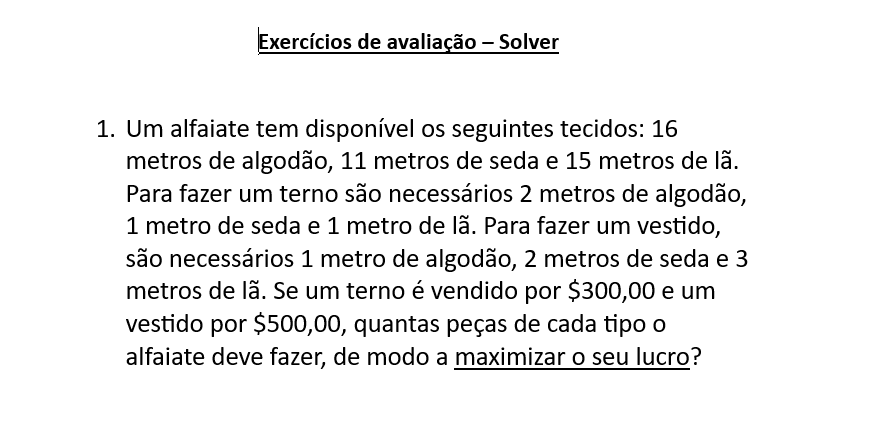 Exercícios de avaliação – Solver
1. Um alfaiate tem disponível os seguintes tecidos: 16
metros de algodão, 11 metros de seda e 15 metros de lã.
Para fazer um terno são necessários 2 metros de algodão,
1 metro de seda e 1 metro de lã. Para fazer um vestido,
são necessários 1 metro de algodão, 2 metros de seda e 3
metros de lã. Se um terno é vendido por $300,00 e um
vestido por $500,00, quantas peças de cada tipo o
alfaiate deve fazer, de modo a maximizar o seu lucro?